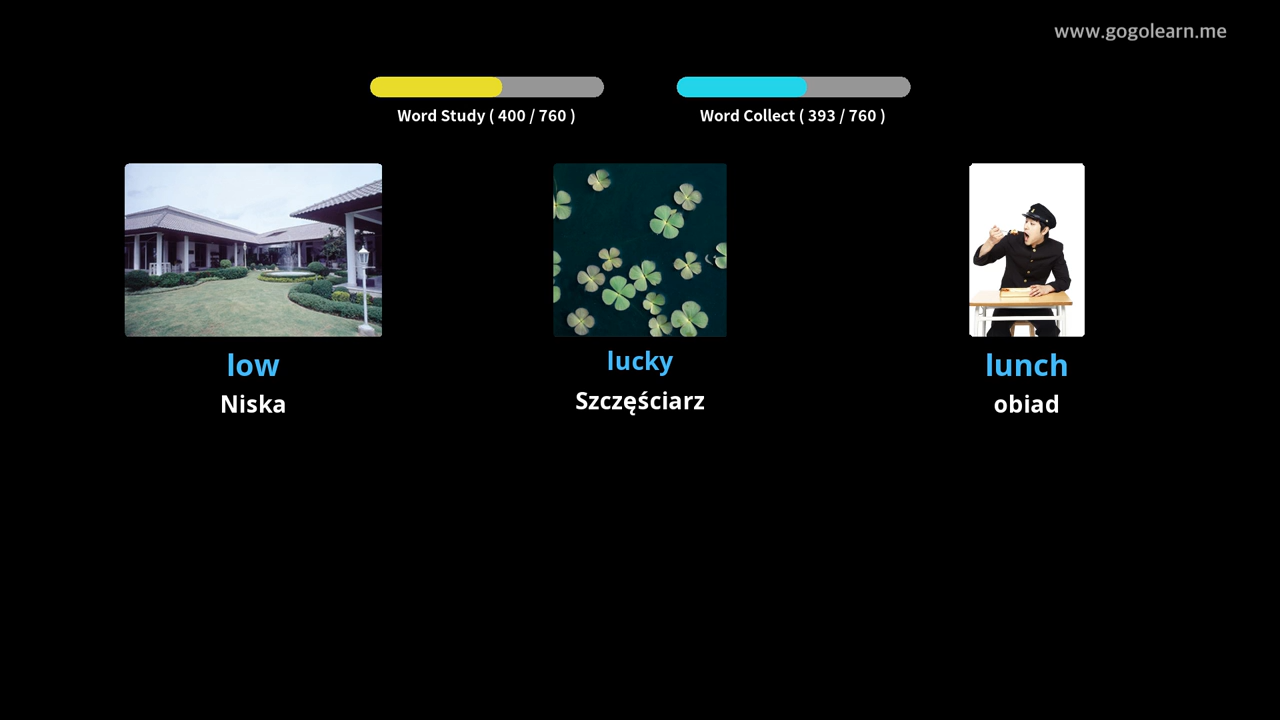 www.gogolearn.me
Word Study ( 400 / 760 )
Word Collect ( 393 / 760 )
low
lucky
lunch
Niska
Szczęściarz
obiad